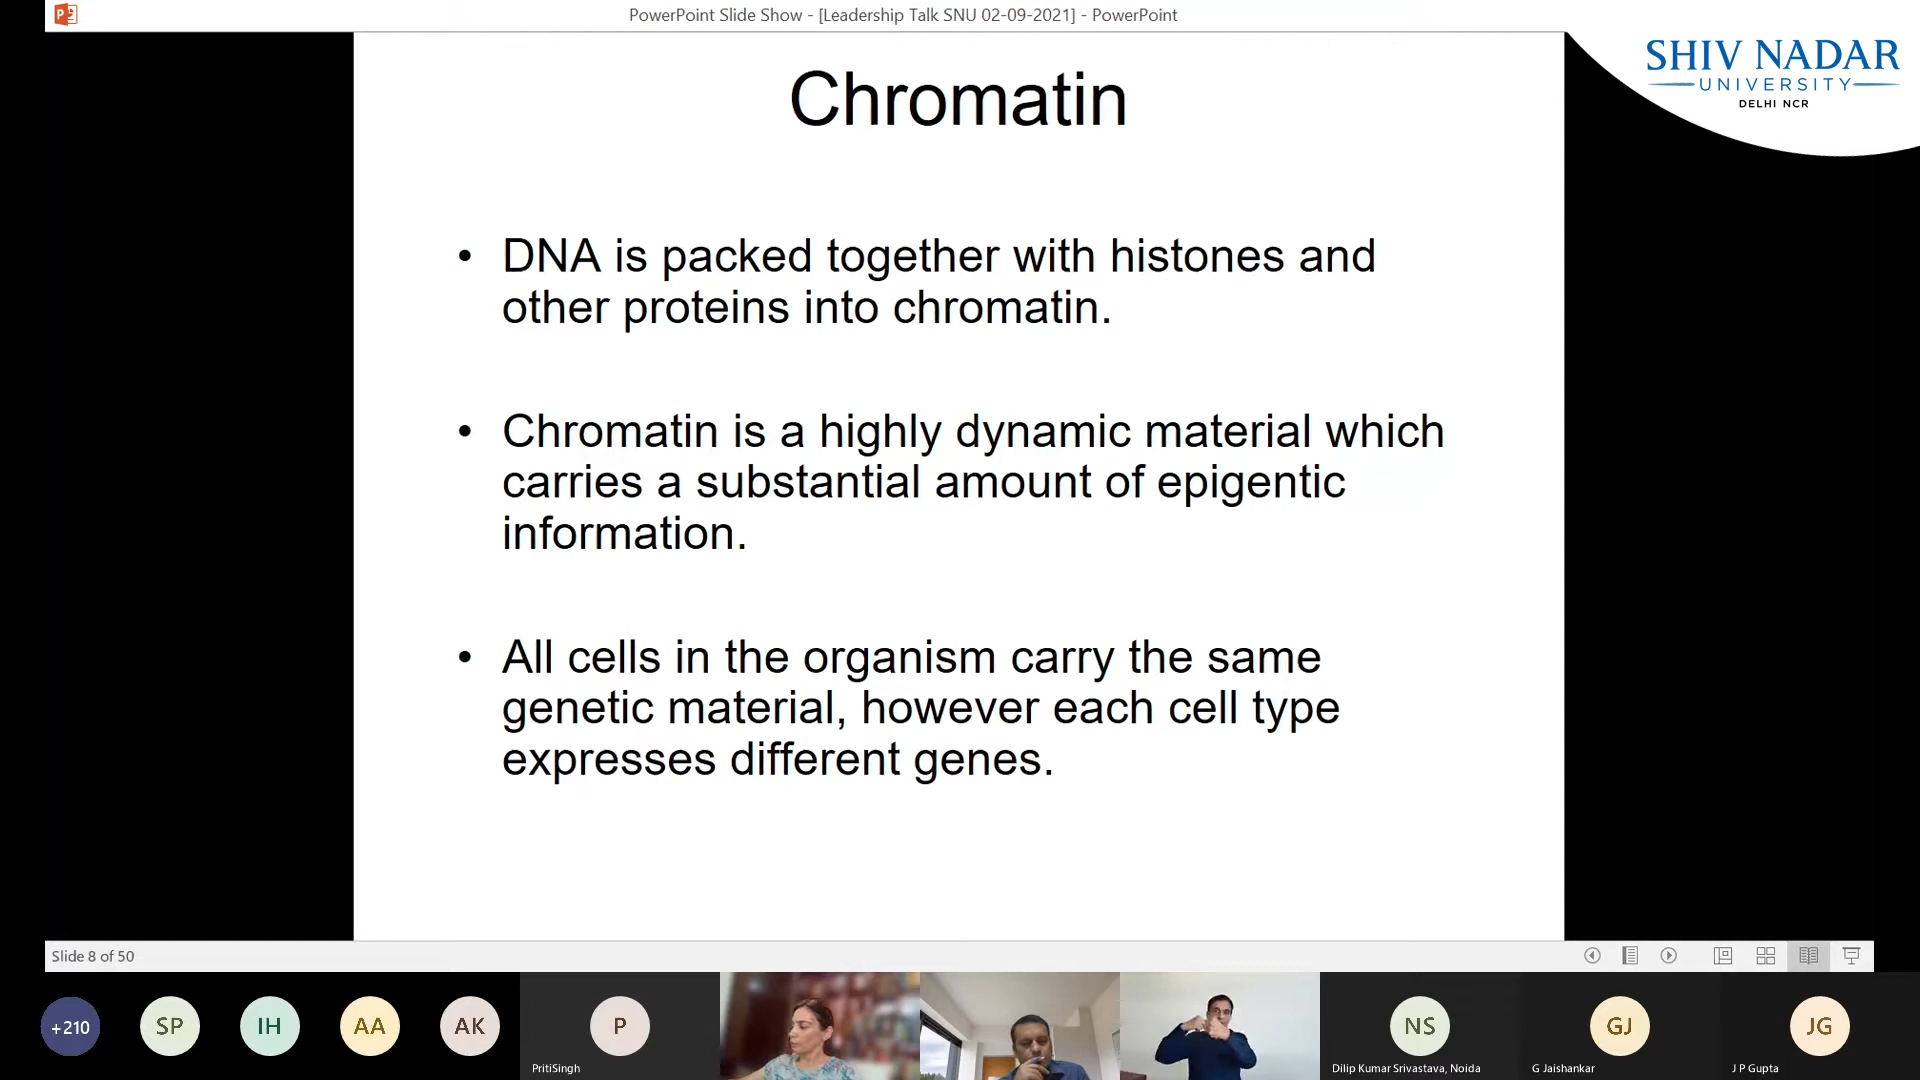 PowerPoint Slide Show - [Leadership Talk SNU 02-09-2021] - PowerPoint
SHIV NADAR
UNIVERSITY
DELHI NCR
Chromatin
• DNA is packed together with histones and
other proteins into chromatin.
• Chromatin is a highly dynamic material which
carries a substantial amount of epigentic
information.
• All cells in the organism carry the same
genetic material, however each cell type
expresses different genes.
Slide 8 of 50
+210
SP
IH
AA
AK
P
NS
GJ
JG
PritiSingh
Dilip Kumar Srivastava, Noida
G Jaishankar
J P Gupta